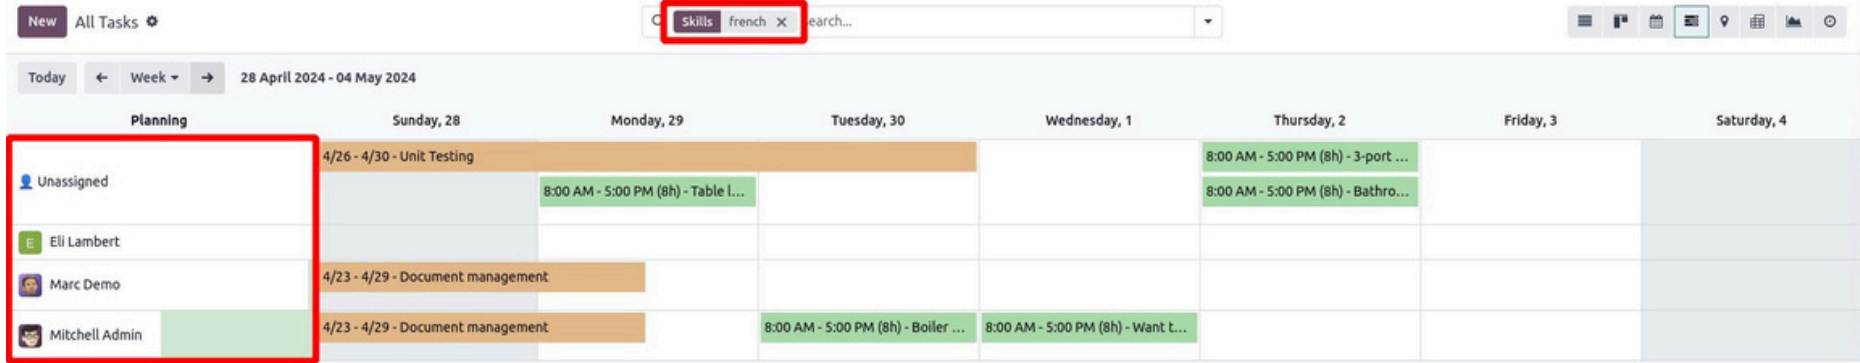 New All Tasks Skills french × earch...
Today ← Week → 28 April 2024 - 04 May 2024
Planning Sunday, 28 Monday, 29 Tuesday, 30 Wednesday, 1 Thursday, 2 Friday, 3 Saturday, 4
4/26 - 4/30 - Unit Testing 8:00 AM - 5:00 PM (8h) - 3-port ...
Unassigned
8:00 AM - 5:00 PM (8h) - Table l... 8:00 AM - 5:00 PM (8h) - Bathro...
E Eli Lambert
Marc Demo 4/23 - 4/29 - Document management
Mitchell Admin 4/23 - 4/29 - Document management 8:00 AM - 5:00 PM (8h) - Boiler ... 8:00 AM - 5:00 PM (8h) - Want t...